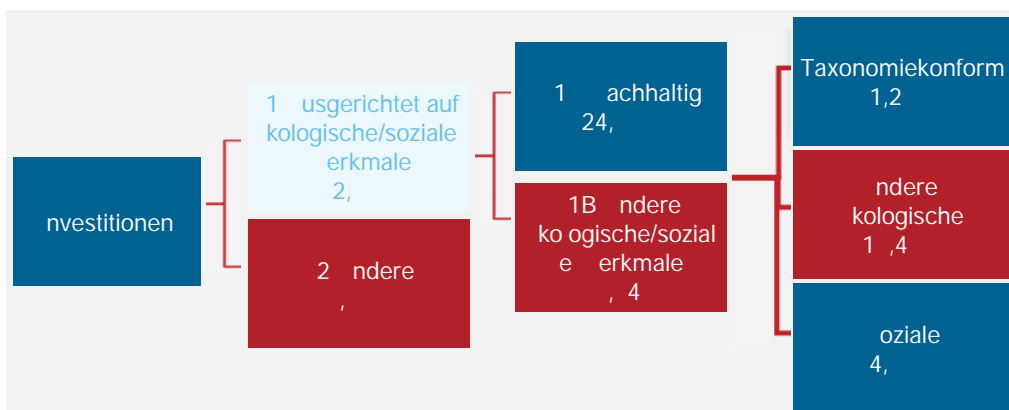 nvestitionen
1 usgerichtet auf
kologische/soziale
erkmale
2,
2 ndere
,
1 achhaltig
24,
1B ndere
ko ogische/sozial
e erkmale
, 4
Taxonomiekonform
1,2
ndere
kologische
1 ,4
oziale
4,